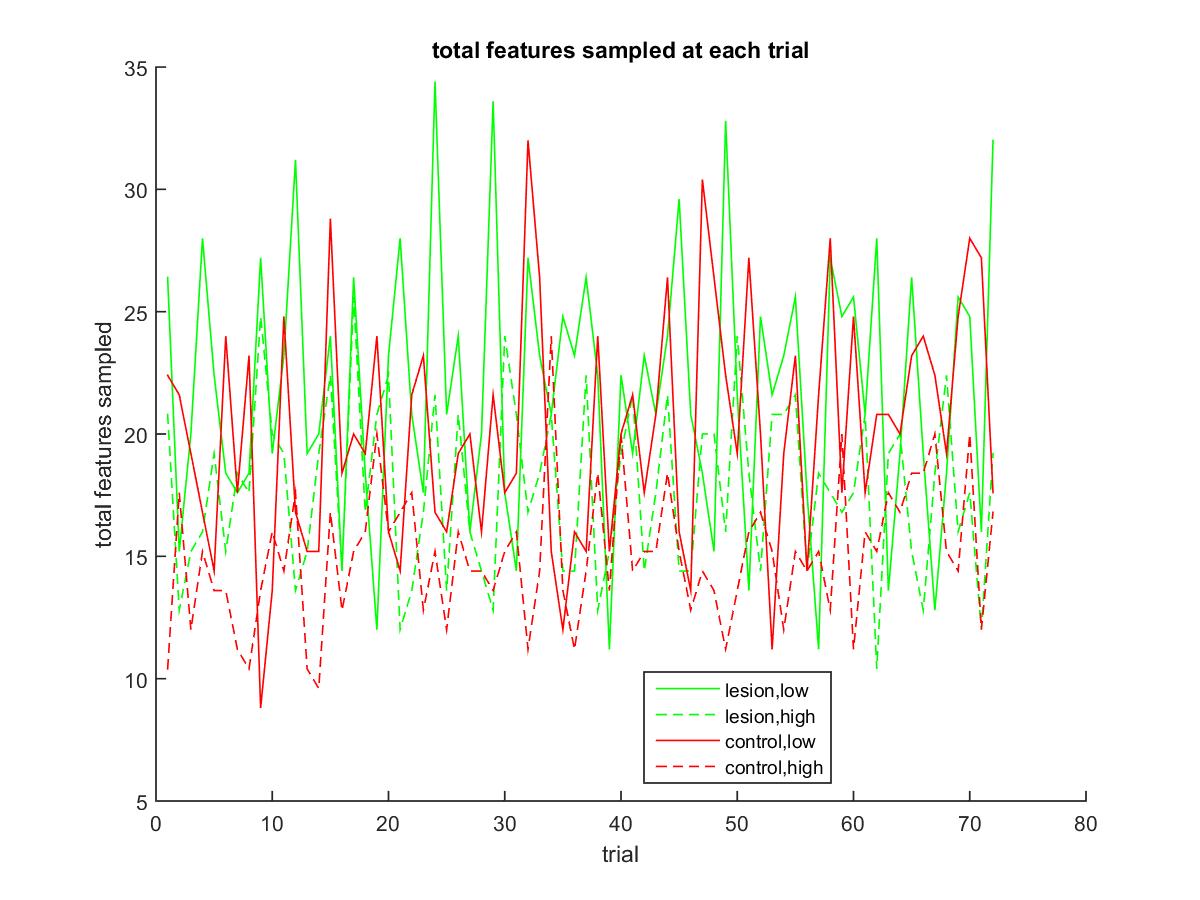 total features sampled at each trial
35
30
25
20
15
10
5
total features sampled
0
10
20
30
40
50
60
70
80
trial
lesion,low
lesion,high
control,low
control,high